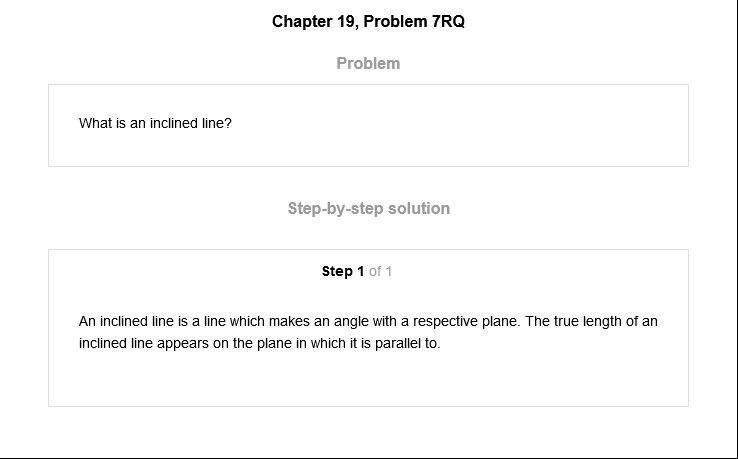 Chapter 19, Problem 7RQ
Problem
What is an inclined line?
Step-by-step solution
Step 1 of 1
An inclined line is a line which makes an angle with a respective plane. The true length of an
inclined line appears on the plane in which it is parallel to.